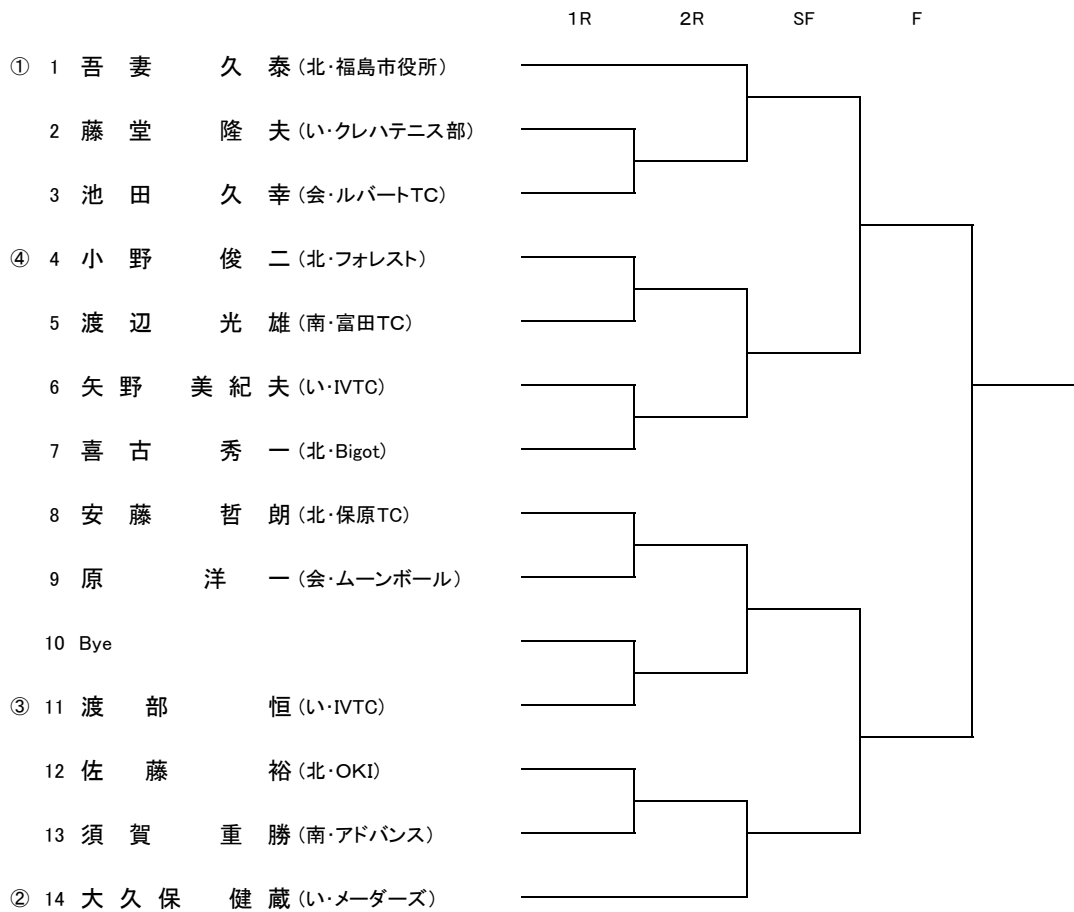 1R 2R SF F
① 1 吾妻 久泰 (北・福島市役所)
2 藤堂 隆夫 (い・クレハテニス部)
3 池田 久幸 (会・ルバートTC)
④ 4 小野 俊二 (北・フォレスト)
5 渡辺 光雄 (南・富田TC)
6 矢野 美紀夫 (い・IVTC)
7 喜古 秀一 (北・Bigot)
8 安藤 哲朗 (北・保原TC)
9 原 洋一 (会・ムーンボール)
10 Bye
③ 11 渡部 恒 (い・IVTC)
12 佐藤 裕 (北・OKI)
13 須賀 重勝 (南・アドバンス)
② 14 大久保 健蔵 (い・メーダーズ)